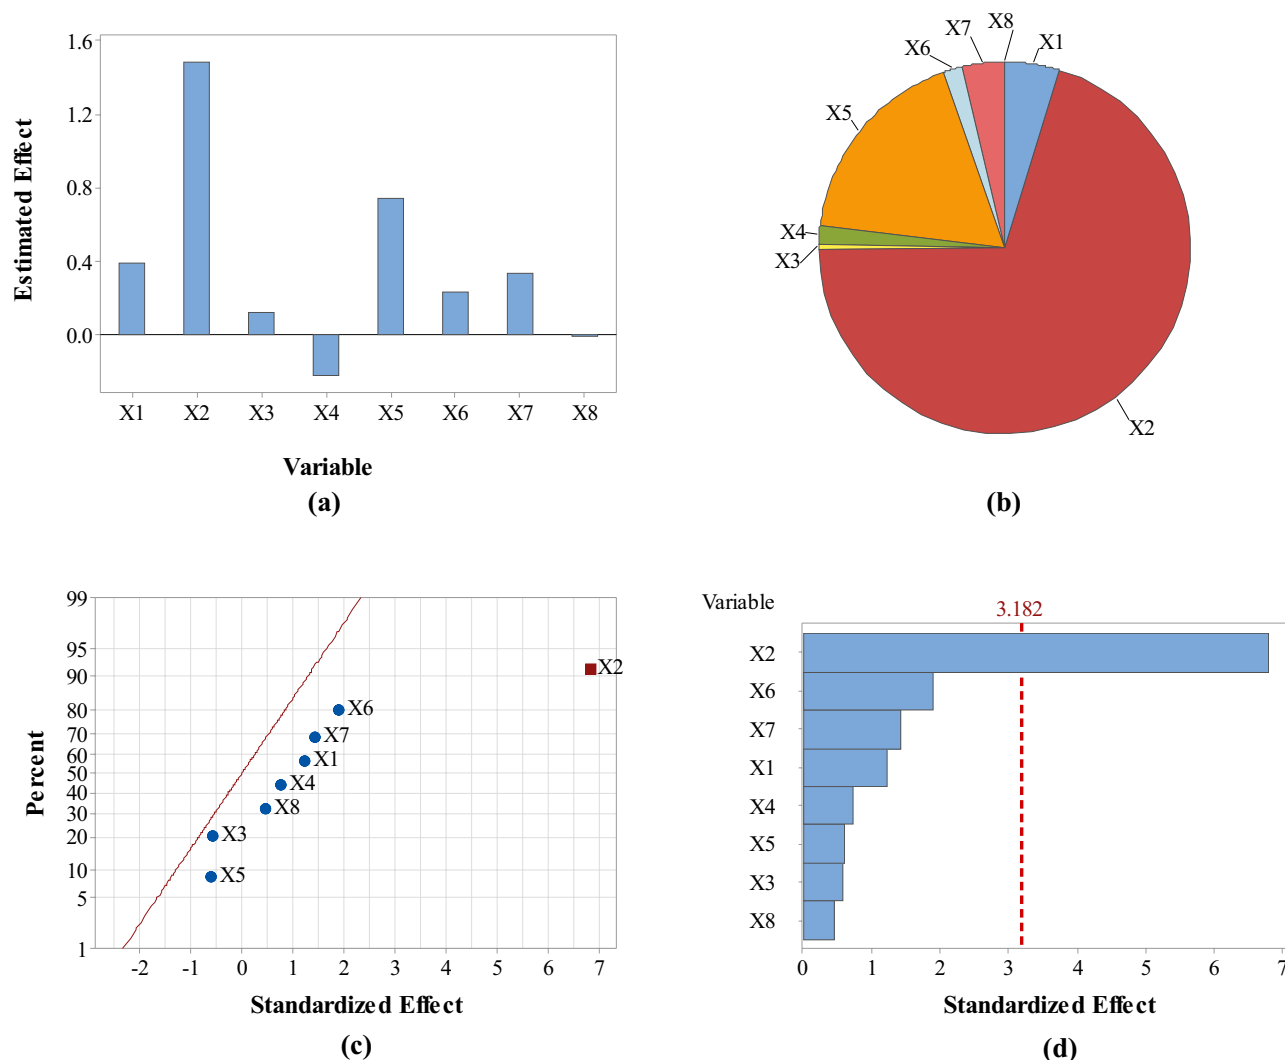 1.6
1.2
0.8
0.4
0.0
Estimated Effect
X1 X2 X3 X4 X5 X6 X7 X8
Variable
(a)
X8
X7
X1
X6
X5
X4
X3
X2
(b)
99
95
90
80
70
60
50
40
30
20
10
5
1
Percent
X2
X6
X7
X1
X4
X8
X3
X5
-2 -1 0 1 2 3 4 5 6 7
Standardized Effect
(c)
Variable
3.182
X2
X6
X7
X1
X4
X5
X3
X8
0 1 2 3 4 5 6 7
Standardized Effect
(d)